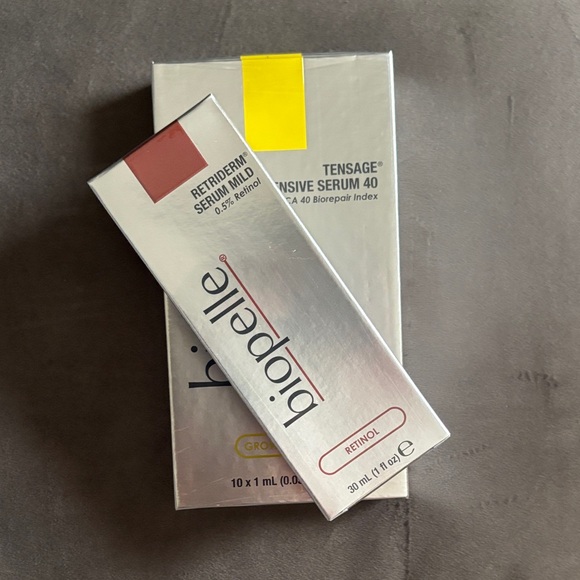 TENSAGE®
ENSIVE SERUM 40
CA 40 Biorepair Index
10 x 1 mL (0.03
RETRIDERM®
SERUM MILD
0.5% Retinol
biopelle®
RETINOL
30 mL (1 fl oz) e